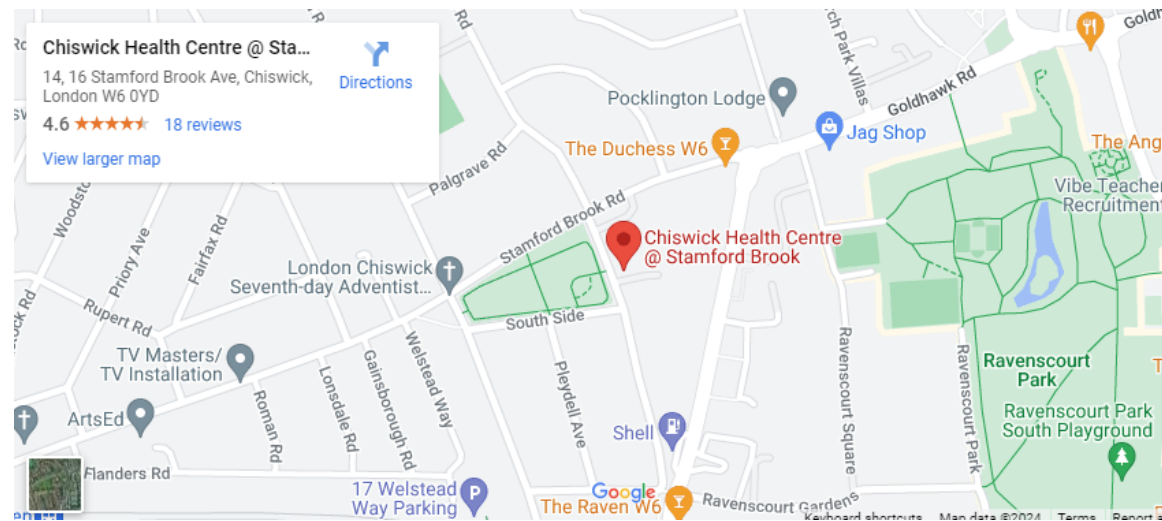 Chiswick Health Centre @ Sta...
14, 16 Stamford Brook Ave, Chiswick,
London W6 0YD
4.6
18 reviews
View larger map
Directions
Goldhawk Rd
Pocklington Lodge
Jag Shop
The Duchess W6
The Ang
Vibe Teacher
Recruitment
Palgrave Rd
Stamford Brook Rd
Chiswick Health Centre
@ Stamford Brook
London Chiswick
Seventh-day Adventist...
Priory Ave
Fairfax Rd
Rupert Rd
South Side
TV Masters/
TV Installation
ArtsEd
Roman Rd
Lonsdale Rd
Gainsborough Rd
Welstead Way
Pleydell Ave
Ravenscourt Square
Ravenscourt Park
Ravenscourt
Park
Ravenscourt Park
South Playground
Shell
Flanders Rd
17 Welstead
Way Parking
P
Google
The Raven W6
Ravenscourt Gardens
Keyboard shortcuts
Map data ©2024
Terms